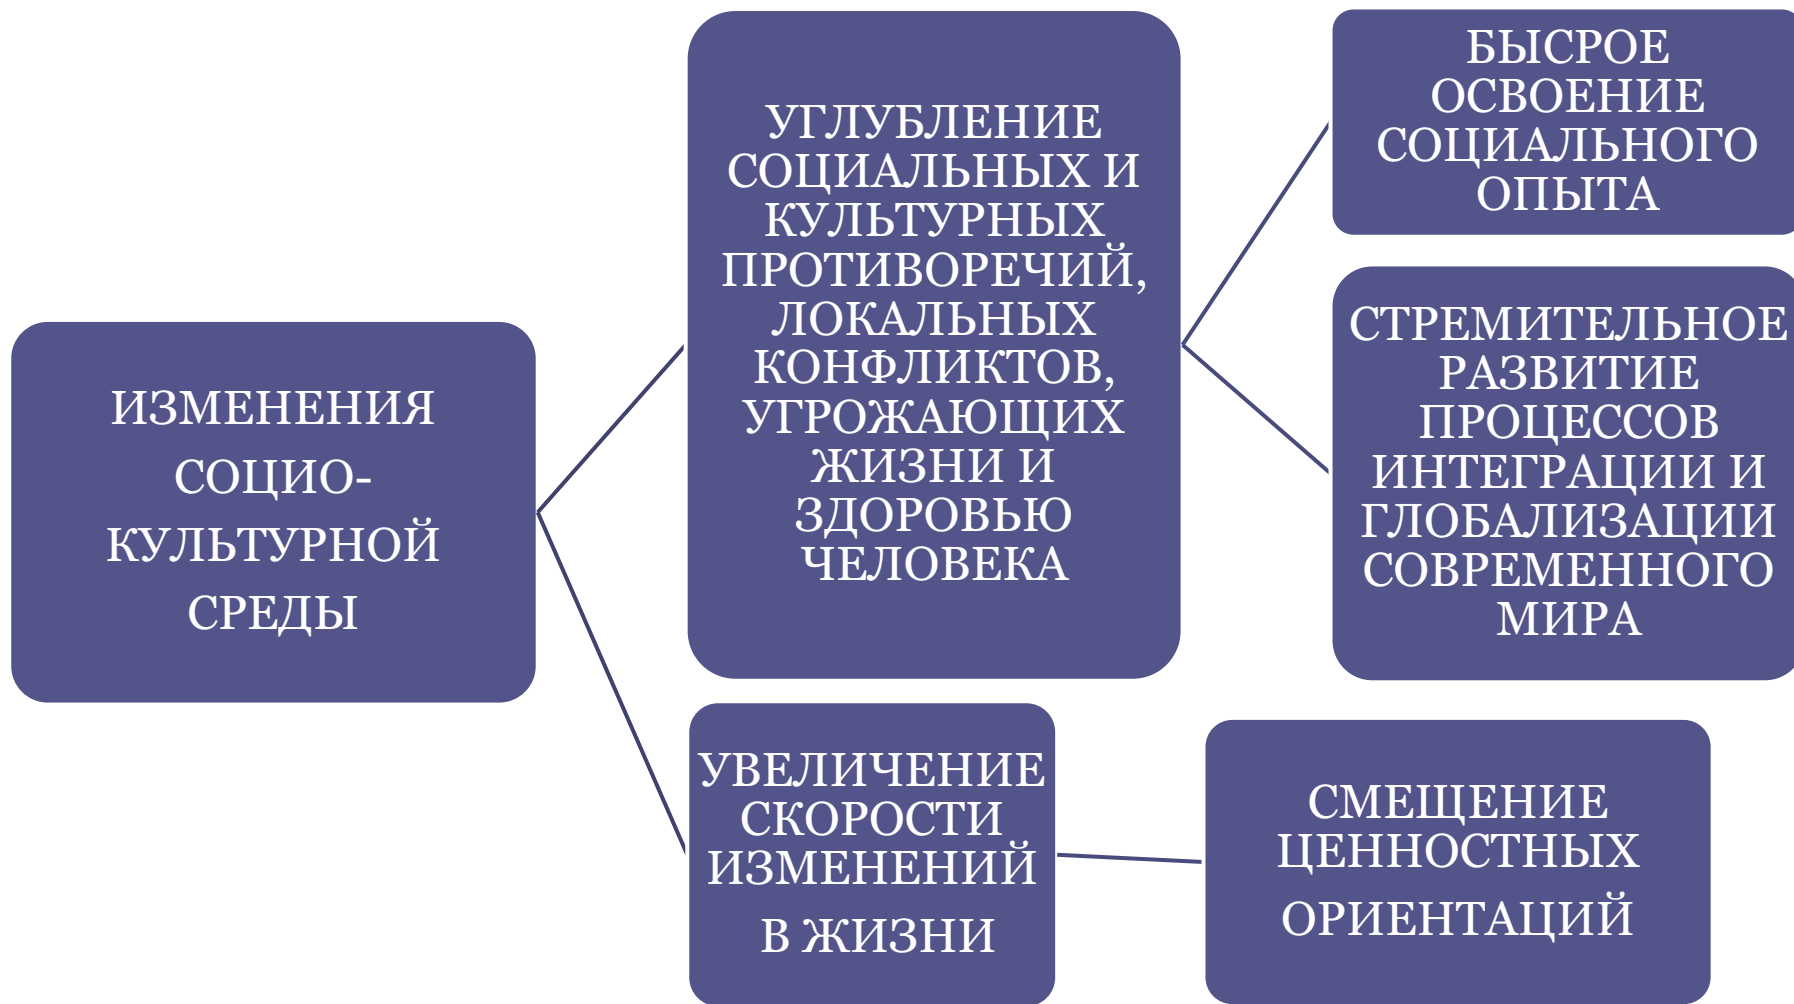 ИЗМЕНЕНИЯ
СОЦИО-
КУЛЬТУРНОЙ
СРЕДЫ
УГЛУБЛЕНИЕ
СОЦИАЛЬНЫХ И
КУЛЬТУРНЫХ
ПРОТИВОРЕЧИЙ,
ЛОКАЛЬНЫХ
КОНФЛИКТОВ,
УГРОЖАЮЩИХ
ЖИЗНИ И
ЗДОРОВЬЮ
ЧЕЛОВЕКА
БЫСРОЕ
ОСВОЕНИЕ
СОЦИАЛЬНОГО
ОПЫТА
СТРЕМИТЕЛЬНОЕ
РАЗВИТИЕ
ПРОЦЕССОВ
ИНТЕГРАЦИИ И
ГЛОБАЛИЗАЦИИ
СОВРЕМЕННОГО
МИРА
УВЕЛИЧЕНИЕ
СКОРОСТИ
ИЗМЕНЕНИЙ
В ЖИЗНИ
СМЕЩЕНИЕ
ЦЕННОСТНЫХ
ОРИЕНТАЦИЙ